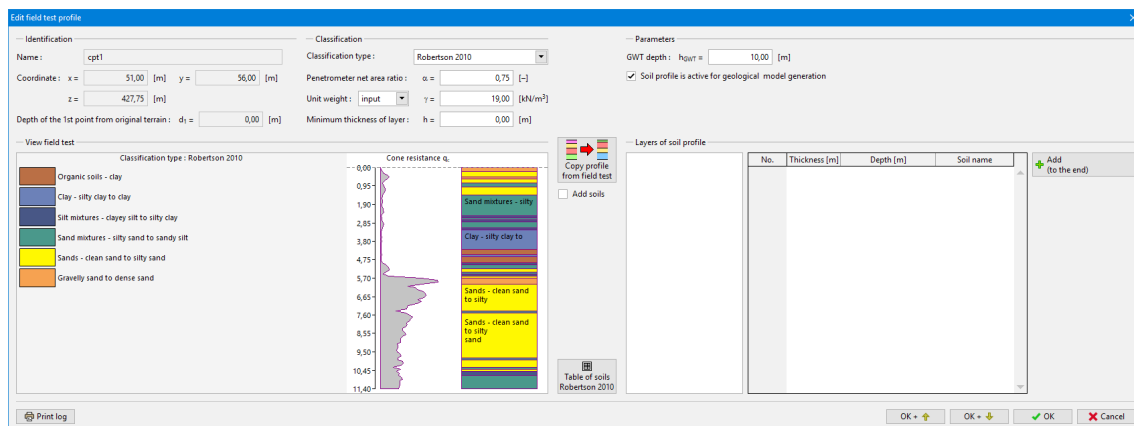 Edit field test profile
Identification
Name :
cpt1
Coordinate : x =
51,00
[m]
y =
56,00
[m]
z =
427,75
[m]
Depth of the 1st point from original terrain : d1 =
0,00
[m]
Classification
Classification type :
Robertson 2010
Penetrometer net area ratio :
α =
0,75
[–]
Unit weight :
input
γ =
19,00
[kN/m³]
Minimum thickness of layer :
h =
0,00
[m]
Parameters
GWT depth :
hGWT =
10,00
[m]
Soil profile is active for geological model generation
View field test
Classification type : Robertson 2010
Organic soils - clay
Clay - silty clay to clay
Silt mixtures - clayey silt to silty clay
Sand mixtures - silty sand to sandy silt
Sands - clean sand to silty sand
Gravelly sand to dense sand
Cone resistance qc
0,00
0,95
1,90
2,85
3,80
4,75
5,70
6,65
7,60
8,55
9,50
10,45
11,40
Sand mixtures - silty
Clay - silty clay to
Sands - clean sand
to silty
Sands - clean sand
to silty
sand
Copy profile
from field test
Add soils
Table of soils
Robertson 2010
Layers of soil profile
No.
Thickness [m]
Depth [m]
Soil name
Add
(to the end)
Print log
OK +
OK +
OK
Cancel